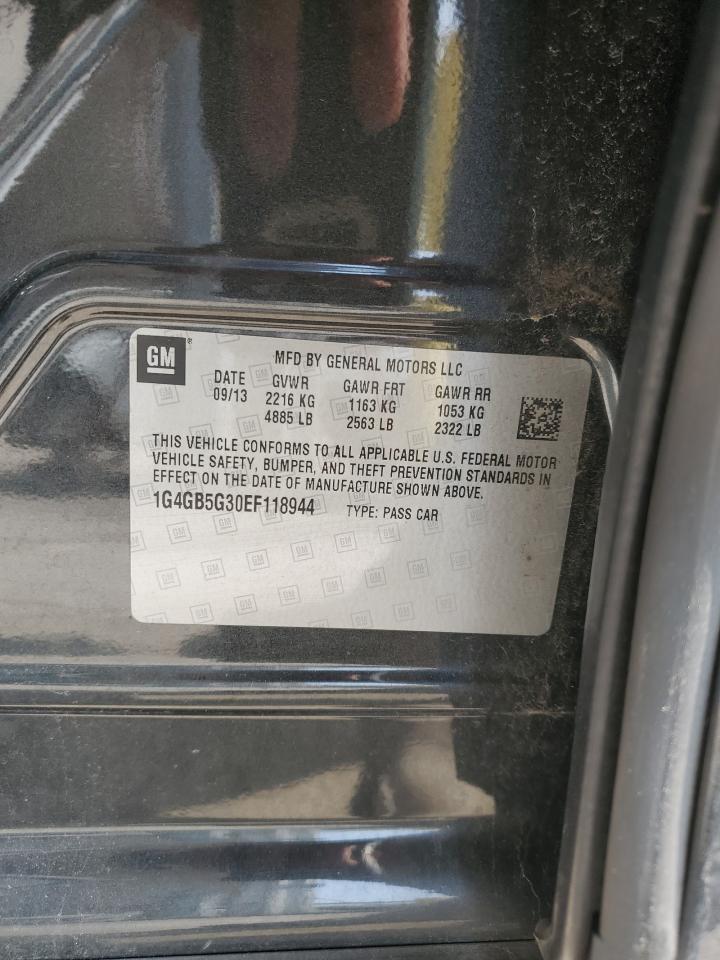 GM®
MFD BY GENERAL MOTORS LLC
DATE GVWR GAWR FRT GAWR RR
09/13 2216 KG 1163 KG 1053 KG
4885 LB 2563 LB 2322 LB
THIS VEHICLE CONFORMS TO ALL APPLICABLE U.S. FEDERAL MOTOR
VEHICLE SAFETY, BUMPER, AND THEFT PREVENTION STANDARDS IN
EFFECT ON THE DATE OF MANUFACTURE SHOWN ABOVE.
1G4GB5G30EF118944 TYPE: PASS CAR